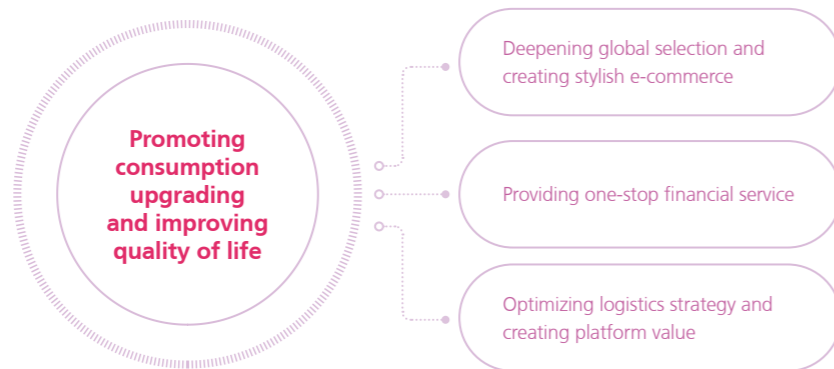 Promoting
consumption
upgrading
and improving
quality of life
Deepening global selection and
creating stylish e-commerce
Providing one-stop financial service
Optimizing logistics strategy and
creating platform value